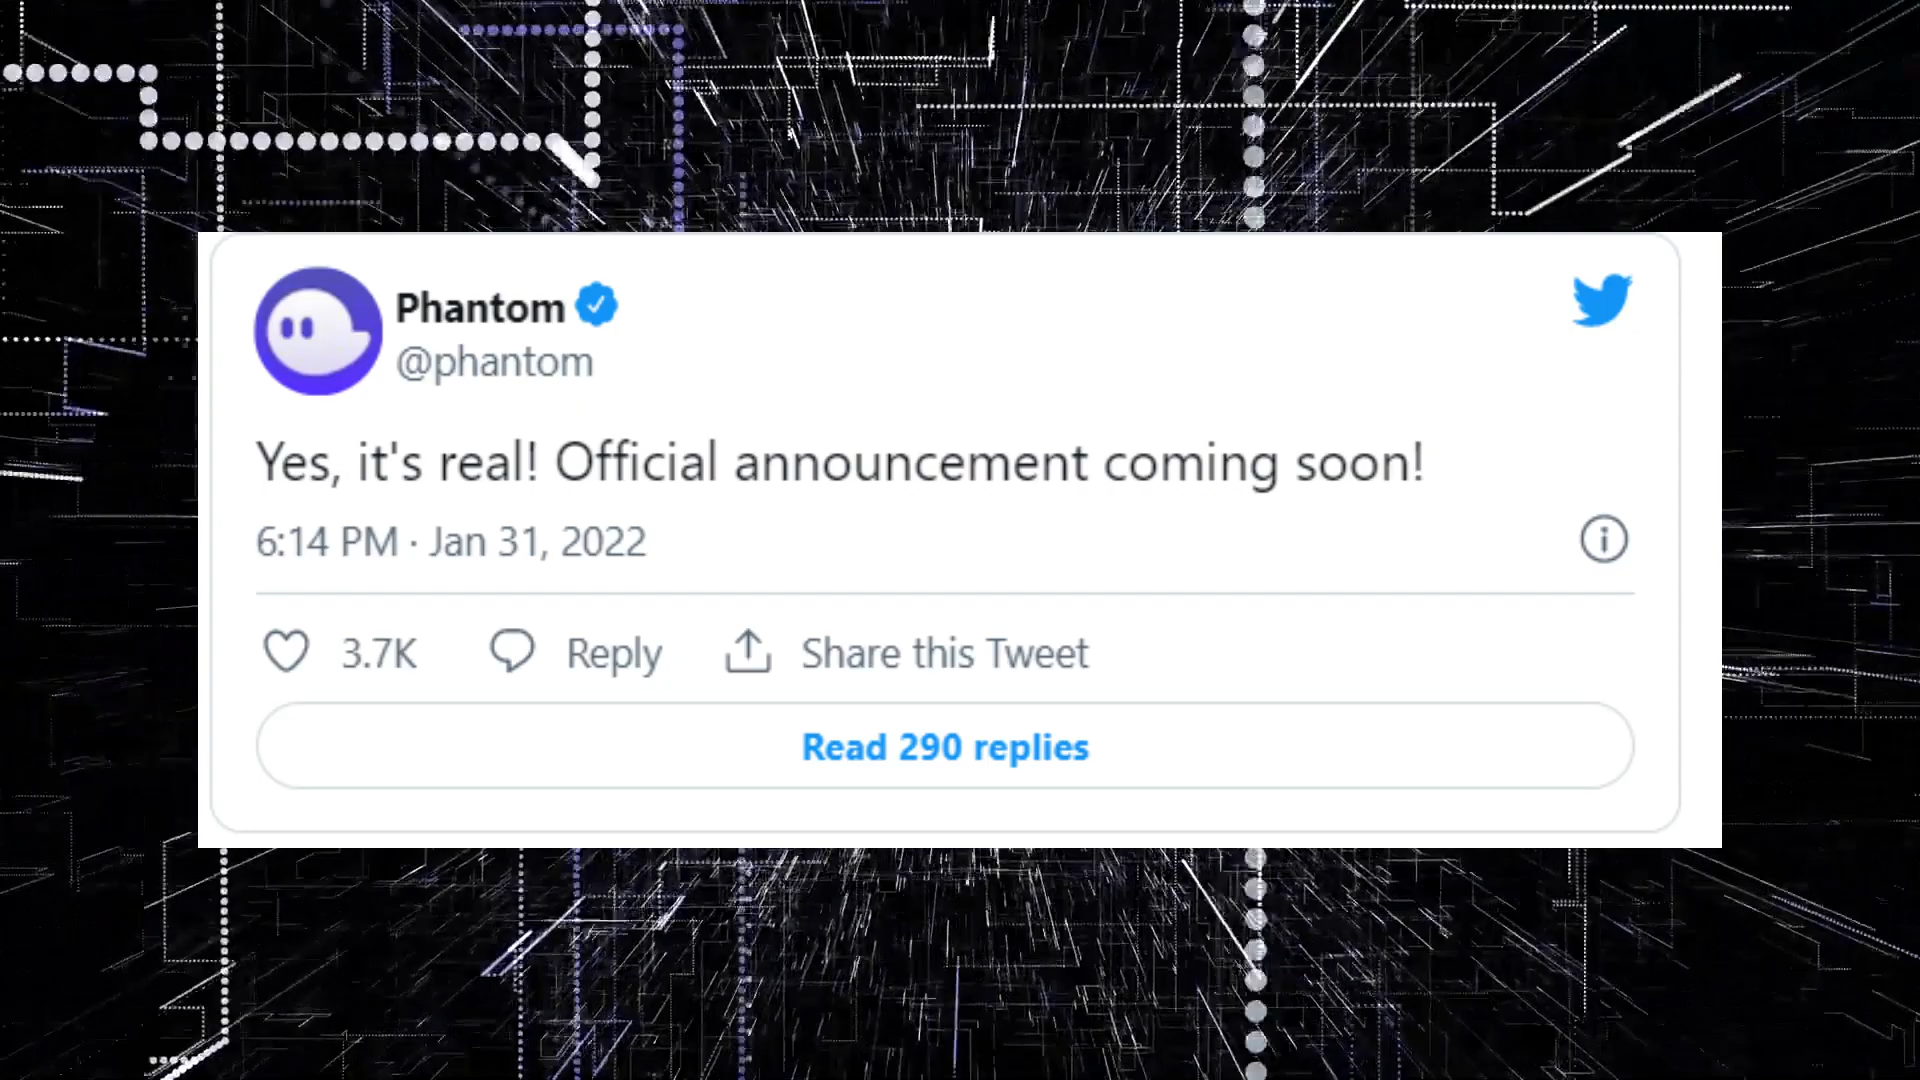 Phantom
@phantom
Yes, it's real! Official announcement coming soon!
6:14 PM · Jan 31, 2022
3.7K Reply Share this Tweet
Read 290 replies